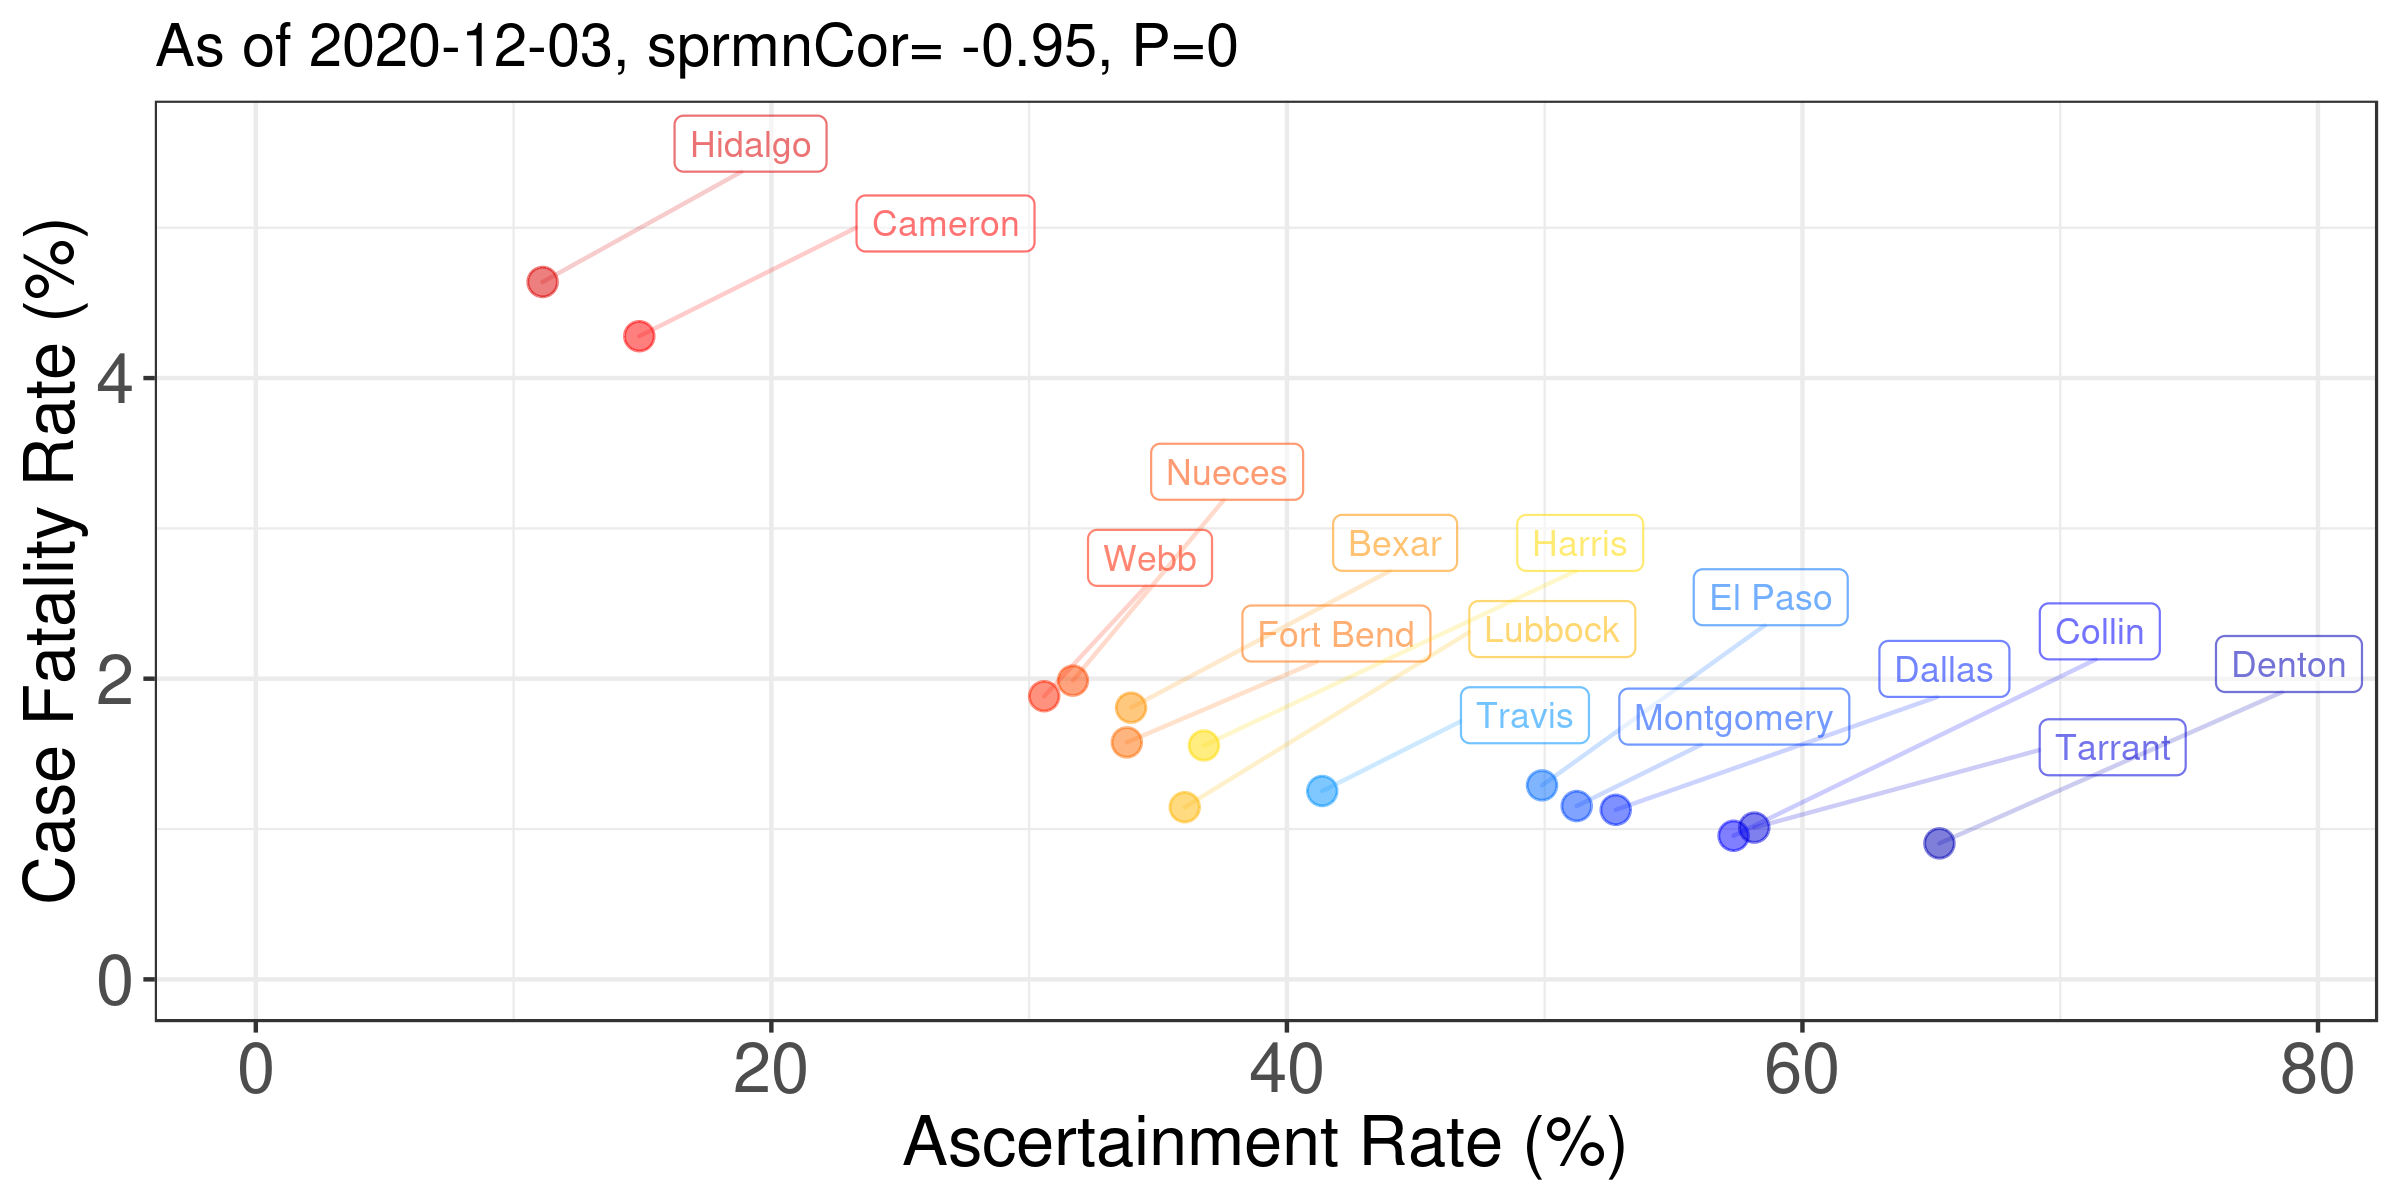 As of 2020-12-03, sprmnCor= -0.95, P=0
Hidalgo
Cameron
Nueces
Webb
Bexar
Harris
El Paso
Fort Bend
Lubbock
Collin
Dallas
Denton
Travis
Montgomery
Tarrant
Case Fatality Rate (%)
4
2
0
0 20 40 60 80
Ascertainment Rate (%)